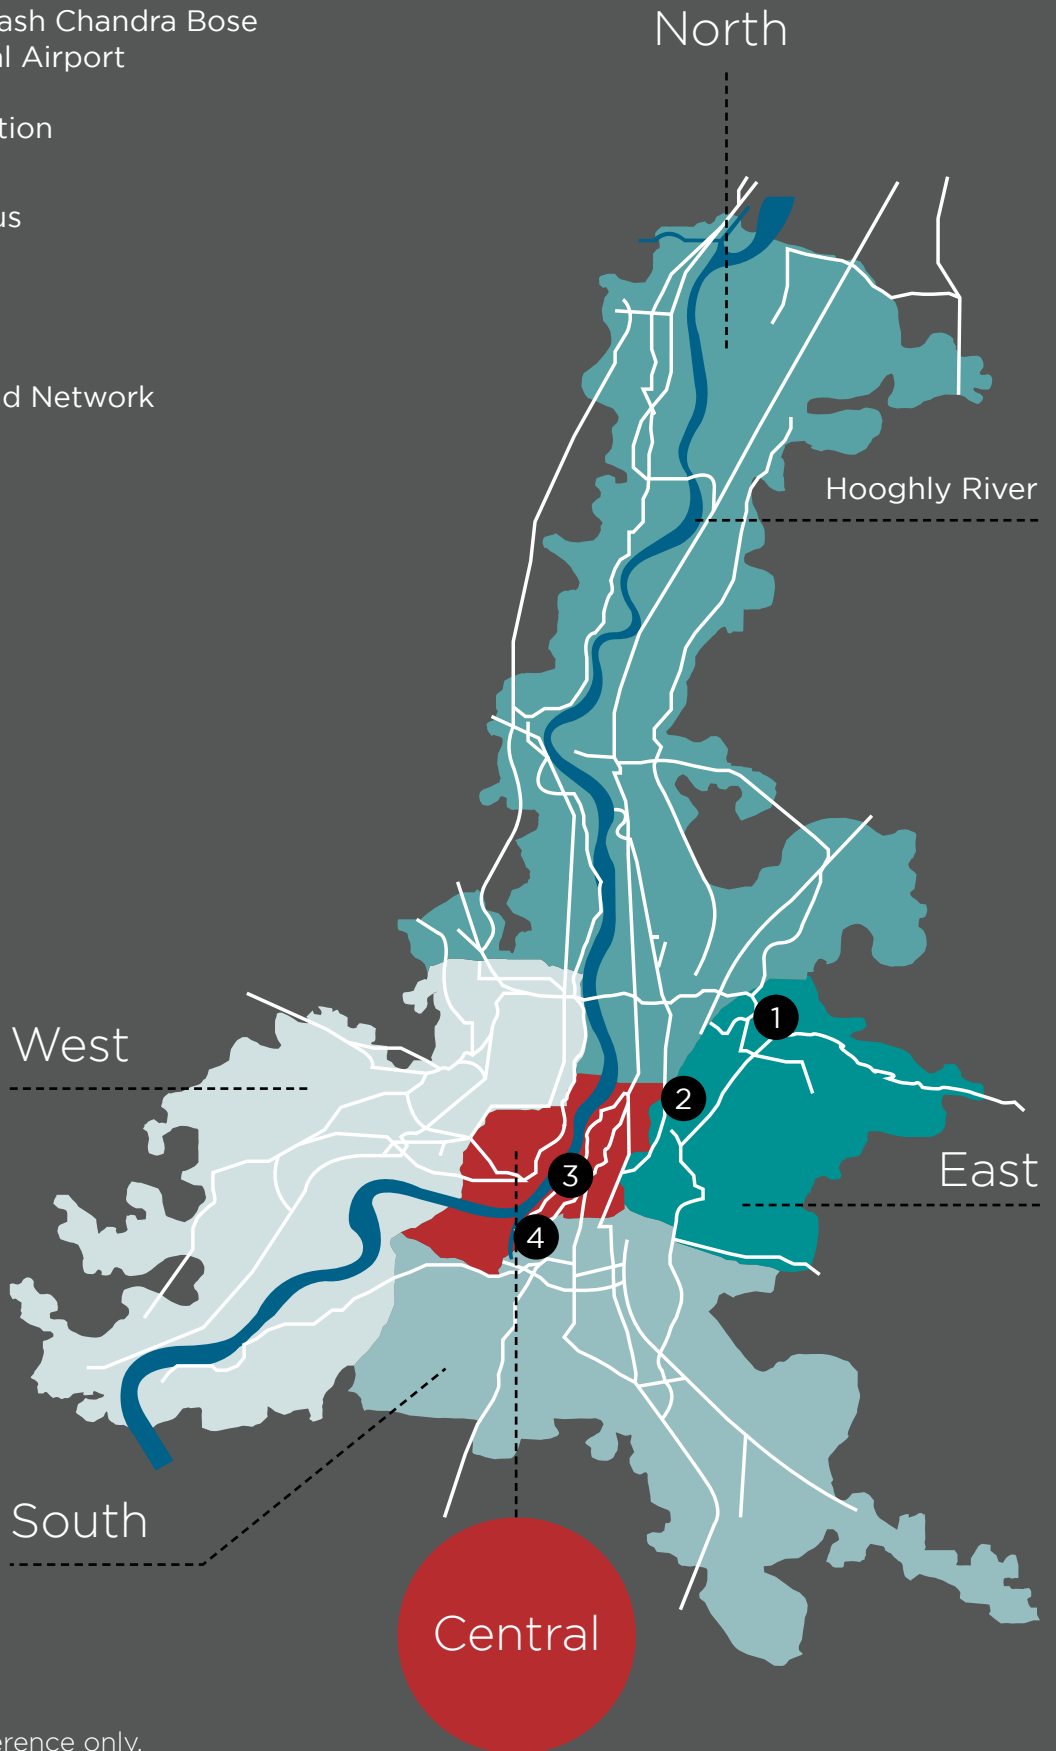 ash Chandra Bose
al Airport
tion
us
d Network
North
Hooghly River
1
West
2
East
3
4
South
Central
erence only.